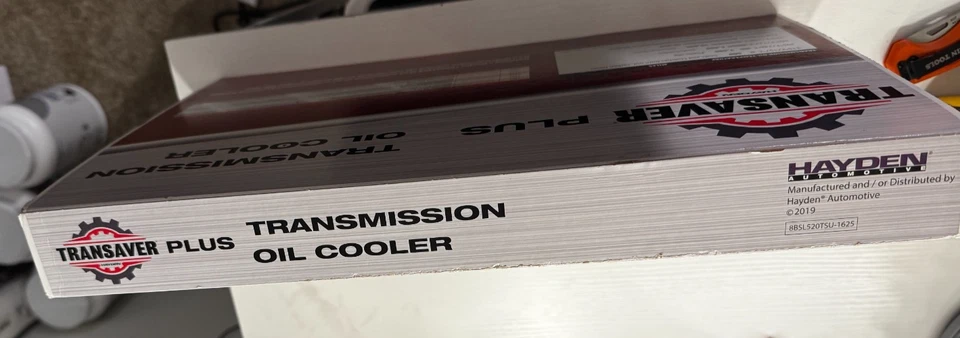 TRANSAVER PLUS
TRANSMISSION
OIL COOLER
HAYDEN®
AUTOMOTIVE
Manufactured and / or Distributed by
Hayden® Automotive
© 2019
8BSL520TSU-1625
TRANSAVER PLUS
TRANSMISSION
OIL COOLER